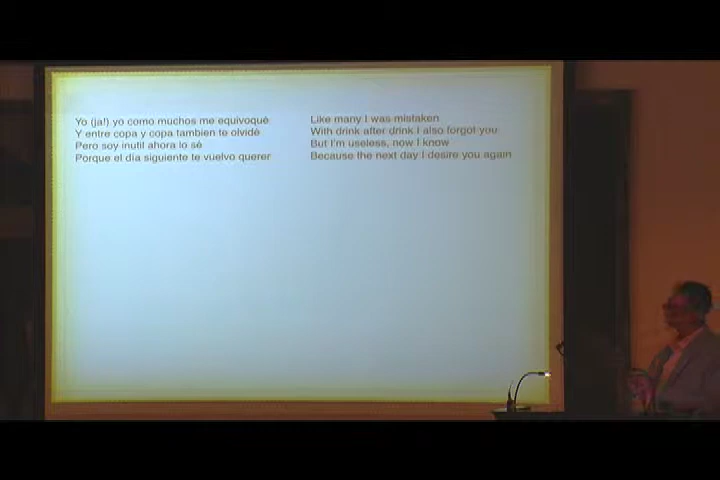 Yo (ja!) yo como muchos me equivoqué
Y entre copa y copa tambien te olvidé
Pero soy inutil ahora lo sé
Porque el día siguiente te vuelvo querer
Like many I was mistaken
With drink after drink I also forgot you
But I'm useless, now I know
Because the next day I desire you again